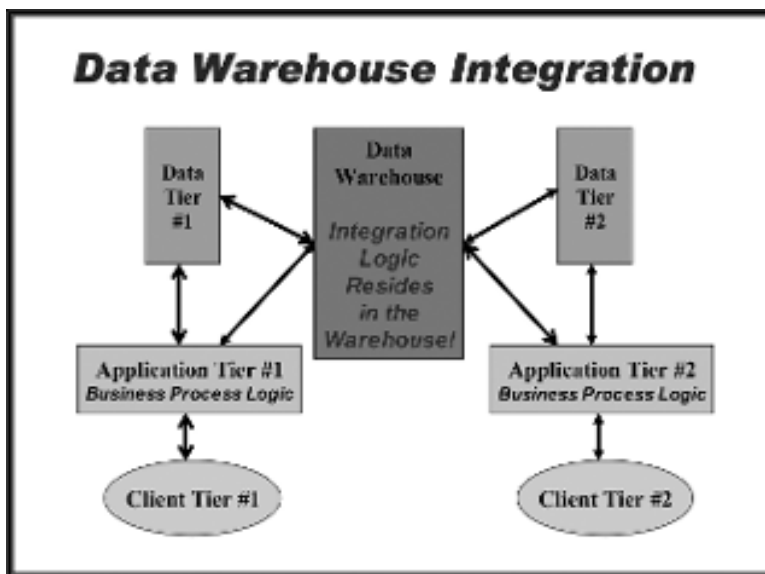 Data Warehouse Integration
Data
Tier
#1
Data
Warehouse
Integration
Logic
Resides
in the
Warehouse!
Data
Tier
#2
Application Tier #1
Business Process Logic
Application Tier #2
Business Process Logic
Client Tier #1
Client Tier #2